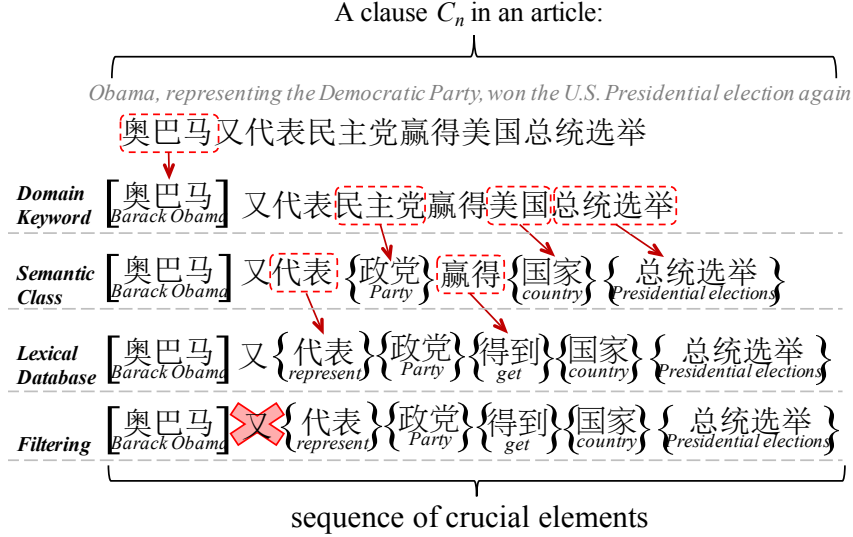 A clause Cn in an article:
Obama, representing the Democratic Party, won the U.S. Presidential election again
奥巴马又代表民主党赢得美国总统选举
Domain Keyword [奥巴马] 又代表民主党赢得美国总统选举
Barack Obama
Semantic Class [奥巴马] 又代表{政党}赢得{国家}{总统选举}
Barack Obama Party country Presidential elections
Lexical Database [奥巴马] 又{代表}{政党}{得到}{国家}{总统选举}
Barack Obama represent Party get country Presidential elections
Filtering [奥巴马] 又{代表}{政党}{得到}{国家}{总统选举}
Barack Obama represent Party get country Presidential elections
sequence of crucial elements